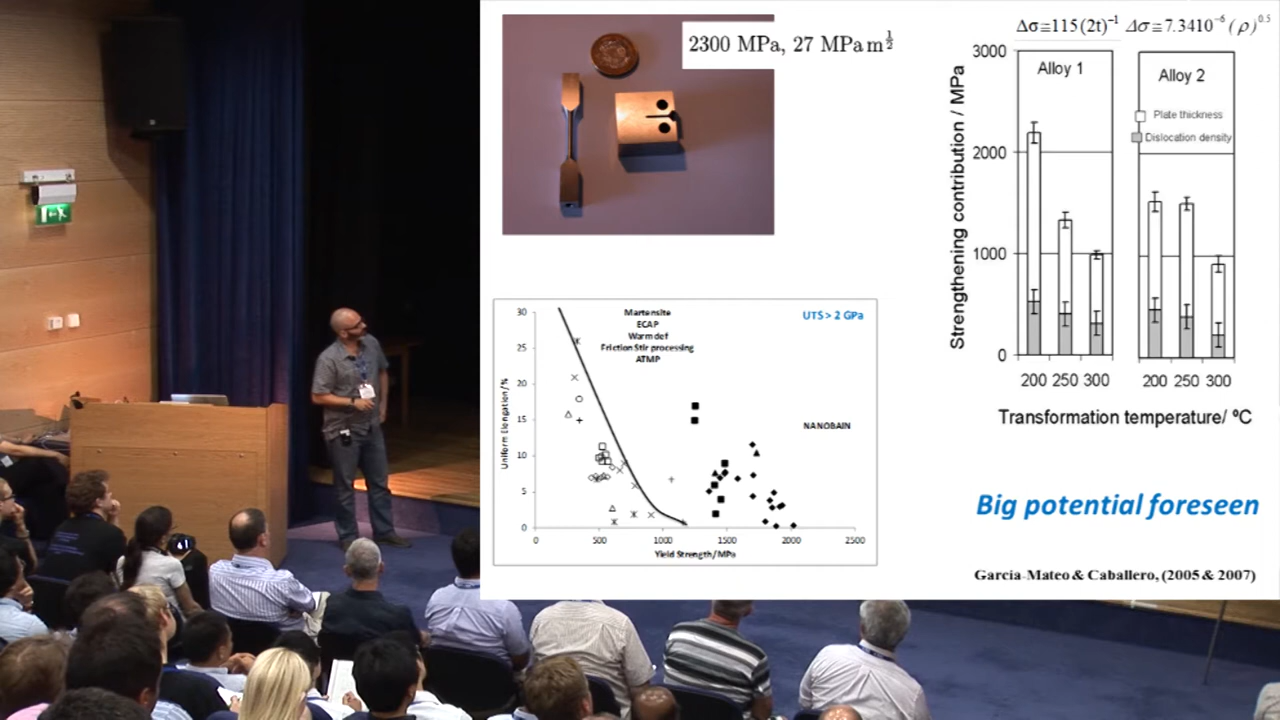 2300 MPa, 27 MPa m^1/2
Martensite
ECAP
Warm def
Friction Stir processing
ATMP
UTS > 2 GPa
NANOBAIN
Uniform Elongation/%
30
25
20
15
10
5
0
0 500 1000 1500 2000 2500
Yield Strength/MPa
Δσ≅115(2t)⁻¹ Δσ≅7.3410⁻⁶(ρ)⁰·⁵
Strengthening contribution / MPa
3000
2000
1000
0
Alloy 1
Alloy 2
Plate thickness
Dislocation density
200 250 300 200 250 300
Transformation temperature/ ºC
Big potential foreseen
Garcia-Mateo & Caballero, (2005 & 2007)